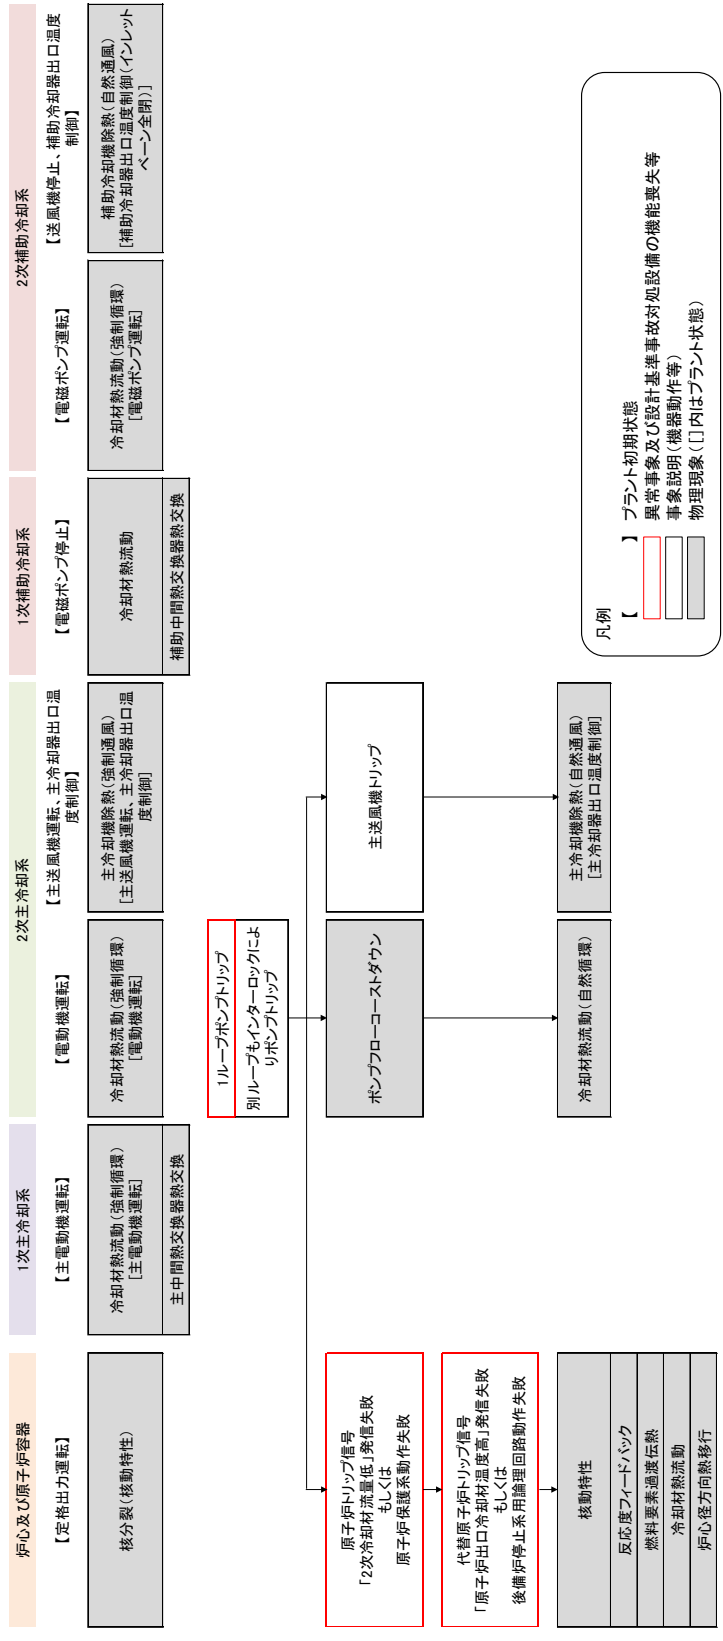 炉心及び原子炉容器
1次主冷却系
2次主冷却系
1次補助冷却系
2次補助冷却系
【定格出力運転】
【主電動機運転】
【電動機運転】
【主送風機運転、主冷却器出口温
度制御】
【電磁ポンプ停止】
【電磁ポンプ運転】
【送風機停止、補助冷却器出口温度
制御】
核分裂(核動特性)
冷却材熱流動(強制循環)
[主電動機運転]
主中間熱交換器熱交換
冷却材熱流動(強制循環)
[電動機運転]
主冷却機除熱(強制通風)
[主送風機運転、主冷却器出口温
度制御]
冷却材熱流動
補助中間熱交換器熱交換
冷却材熱流動(強制循環)
[電磁ポンプ運転]
補助冷却機除熱(自然通風)
[補助冷却器出口温度制御(インレット
ベーン全閉)]
1ループポンプトリップ
別ループもインターロックによ
りポンプトリップ
原子炉トリップ信号
「2次冷却材流量低」発信失敗
もしくは
原子炉保護系動作失敗
ポンプフローコーストダウン
主送風機トリップ
代替原子炉トリップ信号
「原子炉出口冷却材温度高」発信失敗
もしくは
後備炉停止系用論理回路動作失敗
核動特性
反応度フィードバック
燃料要素過渡伝熱
冷却材熱流動
炉心径方向熱移行
冷却材熱流動(自然循環)
主冷却機除熱(自然通風)
[主冷却器出口温度制御]
凡例
【 】 プラント初期状態
異常事象及び設計基準事故対処設備の機能喪失等
事象説明(機器動作等)
物理現象([]内はプラント状態)